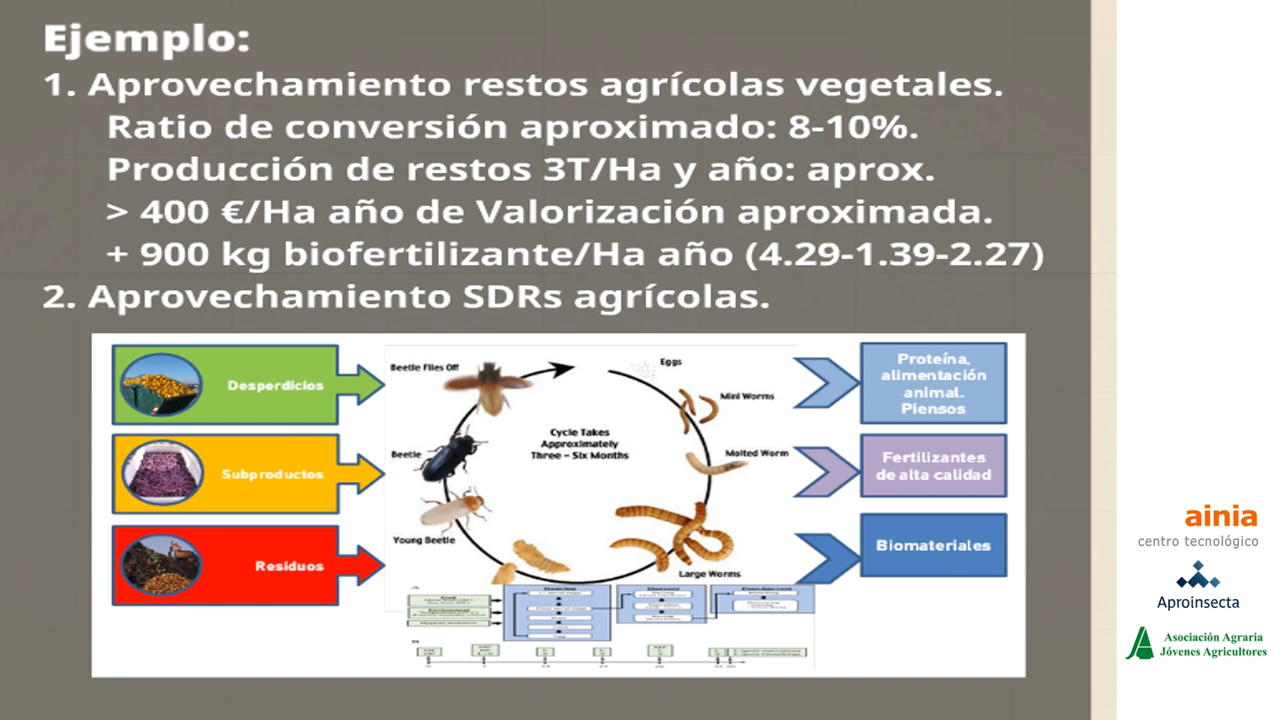 Ejemplo:
1. Aprovechamiento restos agrícolas vegetales.
Ratio de conversión aproximado: 8-10%.
Producción de restos 3T/Ha y año: aprox.
> 400 €/Ha año de Valorización aproximada.
+ 900 kg biofertilizante/Ha año (4.29-1.39-2.27)
2. Aprovechamiento SDRs agrícolas.
Desperdicios
Subproductos
Residuos
Beetle Flies Off
Eggs
Mini Worms
Cycle Takes
Approximately
Three – Six Months
Beetle
Molted Worm
Young Beetle
Large Worms
Proteína,
alimentación
animal.
Piensos
Fertilizantes
de alta calidad
Biomateriales
ainia
centro tecnológico
Aproinsecta
Asociación Agraria
Jóvenes Agricultores